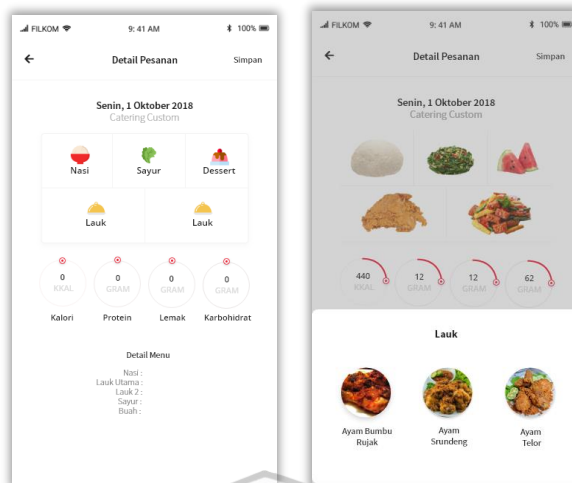 FILKOM 9: 41 AM 100%
Detail Pesanan Simpan
Senin, 1 Oktober 2018
Catering Custom
Nasi Sayur Dessert
Lauk Lauk
0 0 0 0
KKAL GRAM GRAM GRAM
Kalori Protein Lemak Karbohidrat
Detail Menu
Nasi :
Lauk Utama :
Lauk 2 :
Sayur :
Buah :
FILKOM 9: 41 AM 100%
Detail Pesanan Simpan
Senin, 1 Oktober 2018
Catering Custom
440 12 12 62
KKAL GRAM GRAM GRAM
Lauk
Ayam Bumbu Ayam Ayam
Rujak Srundeng Telor